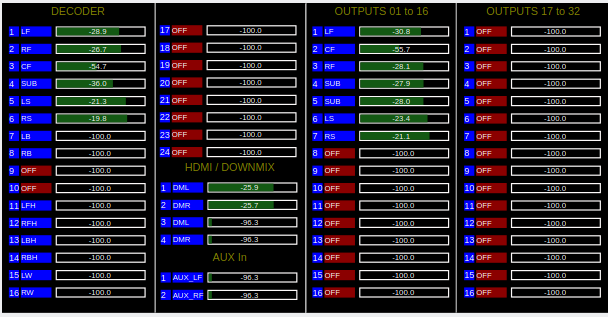 DECODER
1 LF -28.9
2 RF -26.7
3 CF -54.7
4 SUB -36.0
5 LS -21.3
6 RS -19.8
7 LB -100.0
8 RB -100.0
9 OFF -100.0
10 OFF -100.0
11 LFH -100.0
12 RFH -100.0
13 LBH -100.0
14 RBH -100.0
15 LW -100.0
16 RW -100.0
17 OFF -100.0
18 OFF -100.0
19 OFF -100.0
20 OFF -100.0
21 OFF -100.0
22 OFF -100.0
23 OFF -100.0
24 OFF -100.0
HDMI / DOWNMIX
1 DML -25.9
2 DMR -25.7
3 DML -96.3
4 DMR -96.3
AUX In
1 AUX_LF -96.3
2 AUX_RF -96.3
OUTPUTS 01 to 16
1 LF -30.8
2 CF -55.7
3 RF -28.1
4 SUB -27.9
5 SUB -28.0
6 LS -23.4
7 RS -21.1
8 OFF -100.0
9 OFF -100.0
10 OFF -100.0
11 OFF -100.0
12 OFF -100.0
13 OFF -100.0
14 OFF -100.0
15 OFF -100.0
16 OFF -100.0
OUTPUTS 17 to 32
1 OFF -100.0
2 OFF -100.0
3 OFF -100.0
4 OFF -100.0
5 OFF -100.0
6 OFF -100.0
7 OFF -100.0
8 OFF -100.0
9 OFF -100.0
10 OFF -100.0
11 OFF -100.0
12 OFF -100.0
13 OFF -100.0
14 OFF -100.0
15 OFF -100.0
16 OFF -100.0